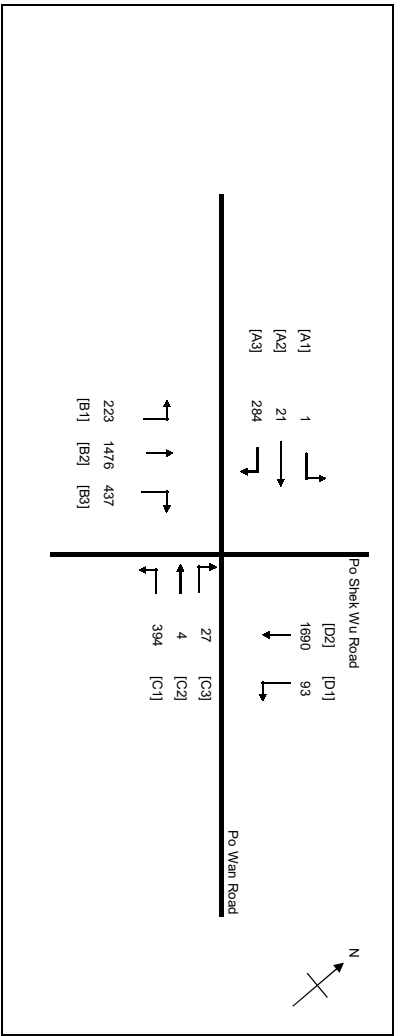 Po Shek Wu Road
N
[D2] [D1]
[A1] 1
1690 93
[A2] 21
[A3] 284
Po Wan Road
27 [C3]
4 [C2]
394 [C1]
223 1476 437
[B1] [B2] [B3]